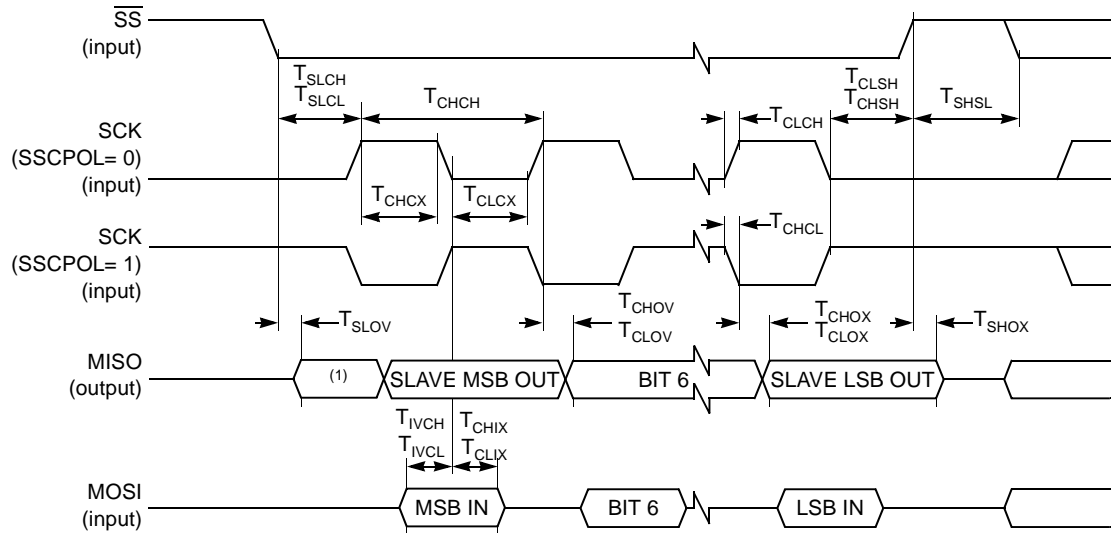 SS
(input)
TSLCH
TSLCL
TCHCH
TCLCH
TCLSH
TCHSH
TSHSL
SCK
(SSCPOL= 0)
(input)
TCHCX
TCLCX
TCHCL
SCK
(SSCPOL= 1)
(input)
TSLOV
TCHOV
TCLOV
TCHOX
TCLOX
TSHOX
MISO
(output)
(1)
SLAVE MSB OUT
BIT 6
SLAVE LSB OUT
TIVCH
TIVCL
TCHIX
TCLIX
MOSI
(input)
MSB IN
BIT 6
LSB IN